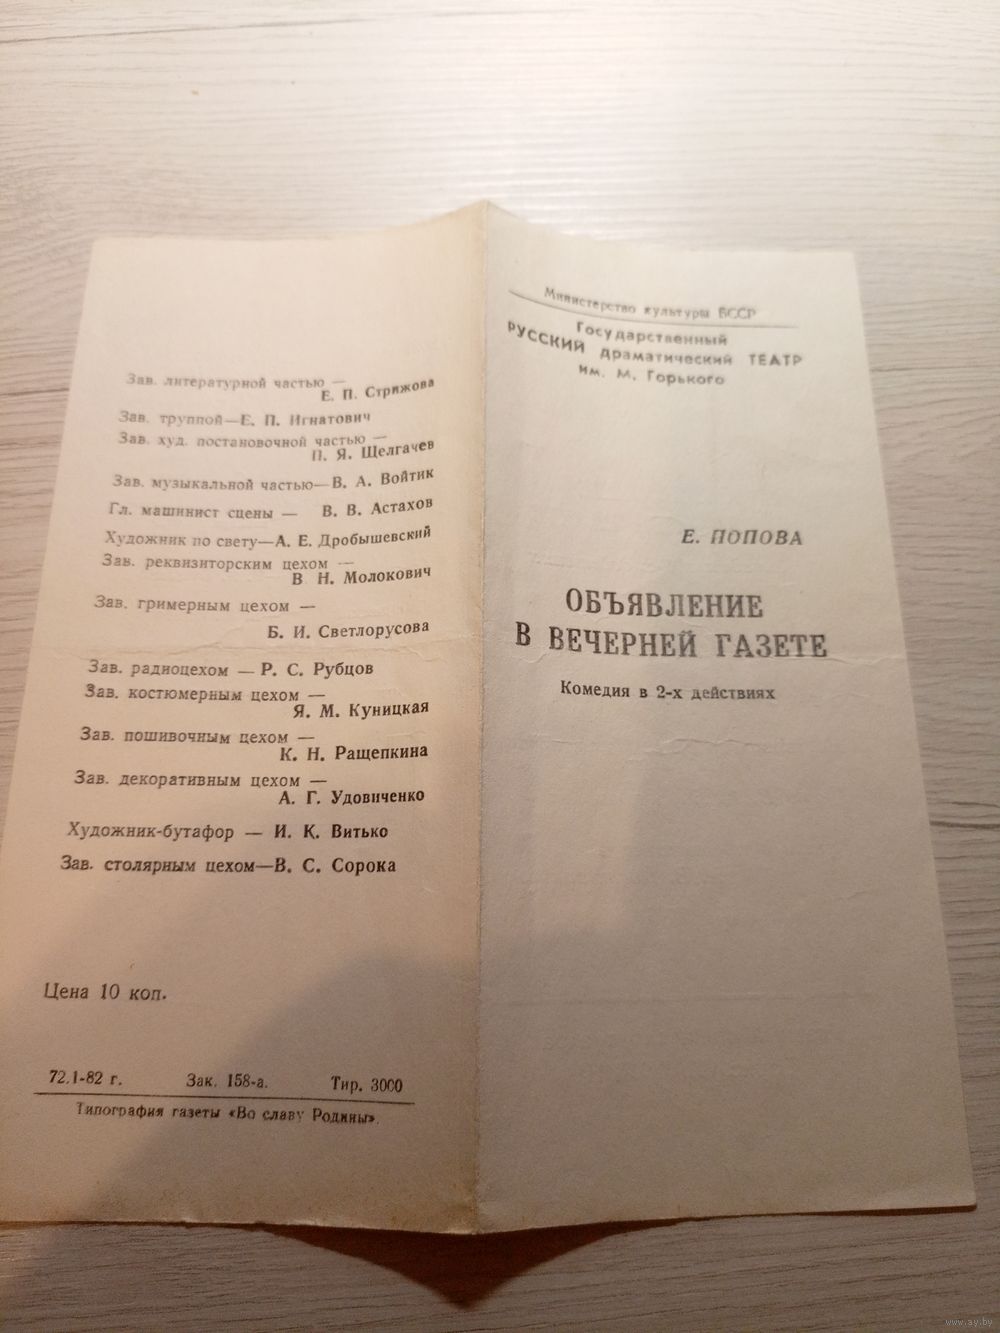 Зав. литературной частью —
Е. П. Стрижова
Зав. труппой—Е. П. Игнатович
Зав. худ. постановочной частью —
П. Я. Щелгачев
Зав. музыкальной частью—В. А. Войтик
Гл. машинист сцены — В. В. Астахов
Художник по свету—А. Е. Дробышевский
Зав. реквизиторским цехом —
В Н. Молокович
Зав. гримерным цехом —
Б. И. Светлорусова
Зав. радиоцехом — Р. С. Рубцов
Зав. костюмерным цехом —
Я. М. Куницкая
Зав. пошивочным цехом —
К. Н. Ращепкина
Зав. декоративным цехом —
А. Г. Удовиченко
Художник-бутафор — И. К. Витько
Зав. столярным цехом—В. С. Сорока
Цена 10 коп.
72.1-82 г. Зак. 158-а. Тир. 3000
Типография газеты «Во славу Родины».
Министерство культуры БССР
Государственный
РУССКИЙ драматический ТЕАТР
им. М. Горького
Е. ПОПОВА
ОБЪЯВЛЕНИЕ
В ВЕЧЕРНЕЙ ГАЗЕТЕ
Комедия в 2-х действиях
www.ay.by